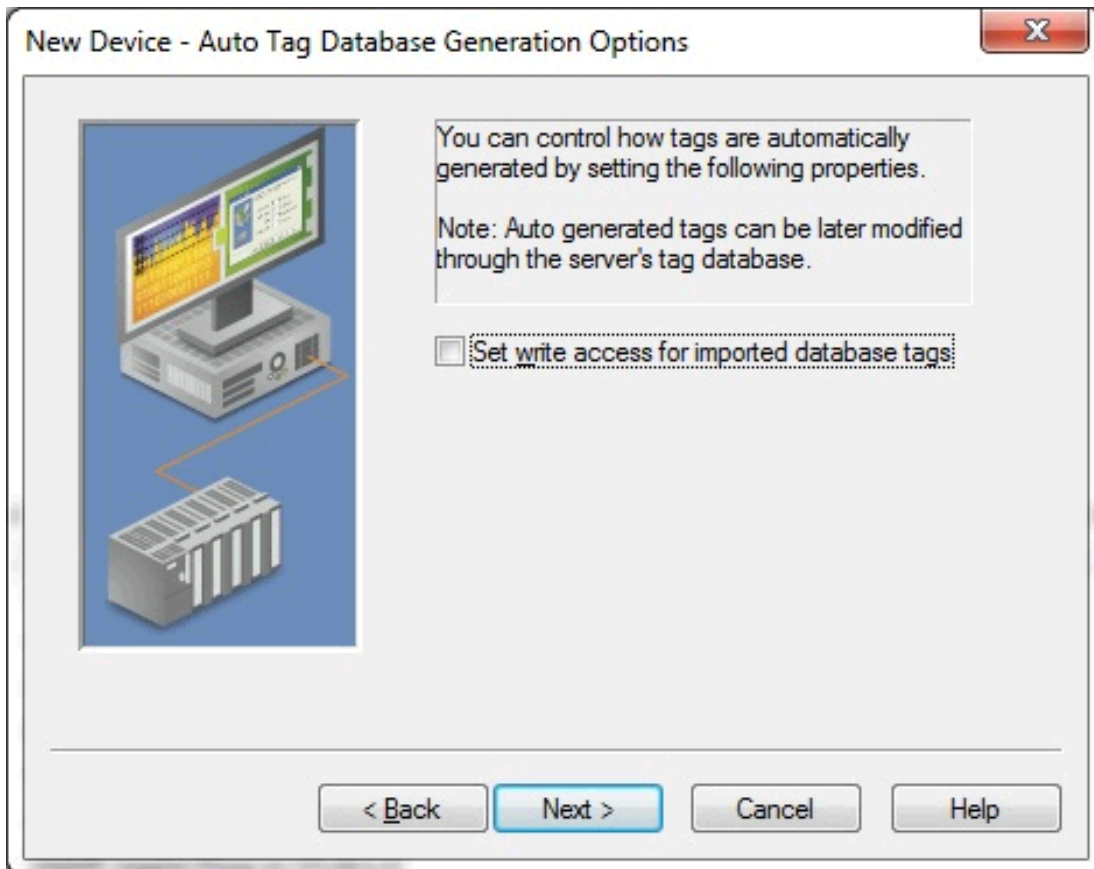 New Device - Auto Tag Database Generation Options
You can control how tags are automatically
generated by setting the following properties.
Note: Auto generated tags can be later modified
through the server's tag database.
Set write access for imported database tags
< Back
Next >
Cancel
Help